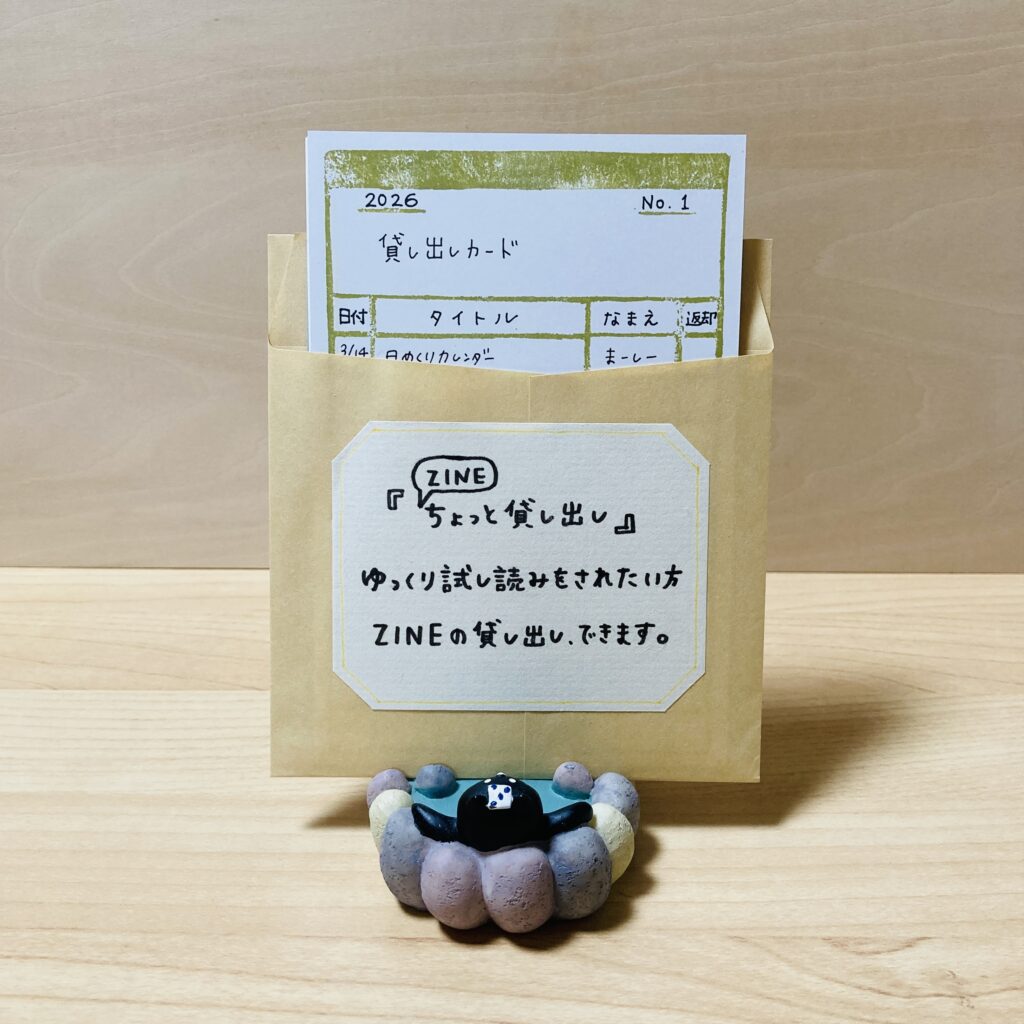 2026 No. 1
貸し出しカード
日付 タイトル なまえ 返却
3/14 日めくりカレンダー まーしー
ZINE
『ちょっと貸し出し』
ゆっくり試し読みをされたい方
ZINEの貸し出し、できます。